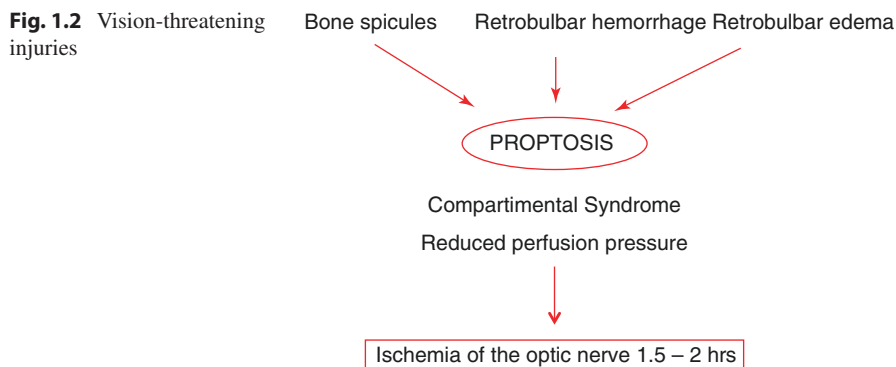 Fig. 1.2 Vision-threatening
injuries
Bone spicules
Retrobulbar hemorrhage
Retrobulbar edema
PROPTOSIS
Compartimental Syndrome
Reduced perfusion pressure
Ischemia of the optic nerve 1.5 – 2 hrs